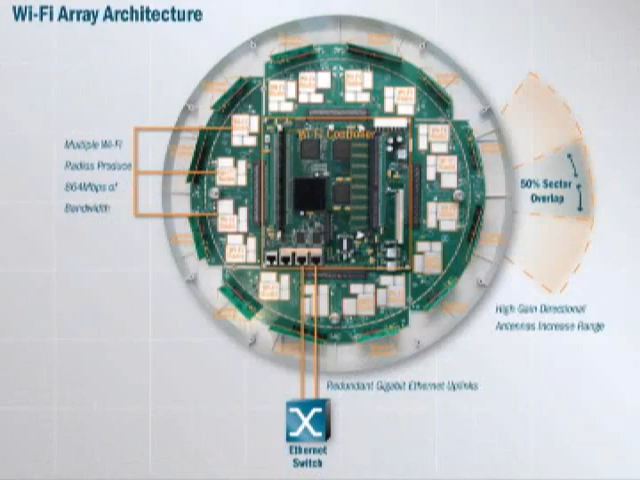 Wi-Fi Array Architecture
Wi-Fi Controller
Multiple Wi-Fi
Radios Produce
864Mbps of
Bandwidth
50% Sector
Overlap
High Gain Directional
Antennas Increase Range
Redundant Gigabit Ethernet Uplinks
Ethernet
Switch